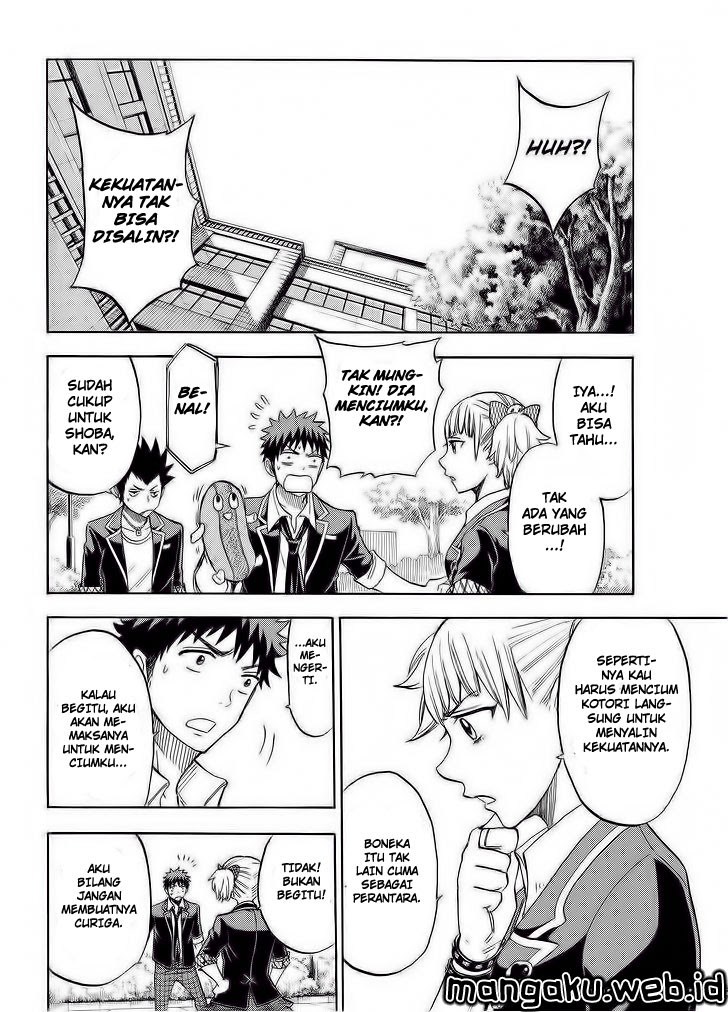 HUH?!
KEKUATAN-
NYA TAK
BISA
DISALIN?!
IYA...!
AKU
BISA
TAHU...
TAK
ADA YANG
BERUBAH
...!
TAK MUNG-
KIN! DIA
MENCIUMKU,
KAN?!
BE-
NAL!
SUDAH
CUKUP
UNTUK
SHOBA,
KAN?
SEPERTI-
NYA KAU
HARUS MENCIUM
KOTORI LANG-
SUNG UNTUK
MENYALIN
KEKUATANNYA.
BONEKA
ITU TAK
LAIN CUMA
SEBAGAI
PERANTARA.
...AKU
ME-
NGER-
TI.
KALAU
BEGITU, AKU
AKAN ME-
MAKSANYA
UNTUK MEN-
CIUMKU...
TIDAK!
BUKAN
BEGITU!
AKU
BILANG
JANGAN
MEMBUATNYA
CURIGA.
mangaku.web.id